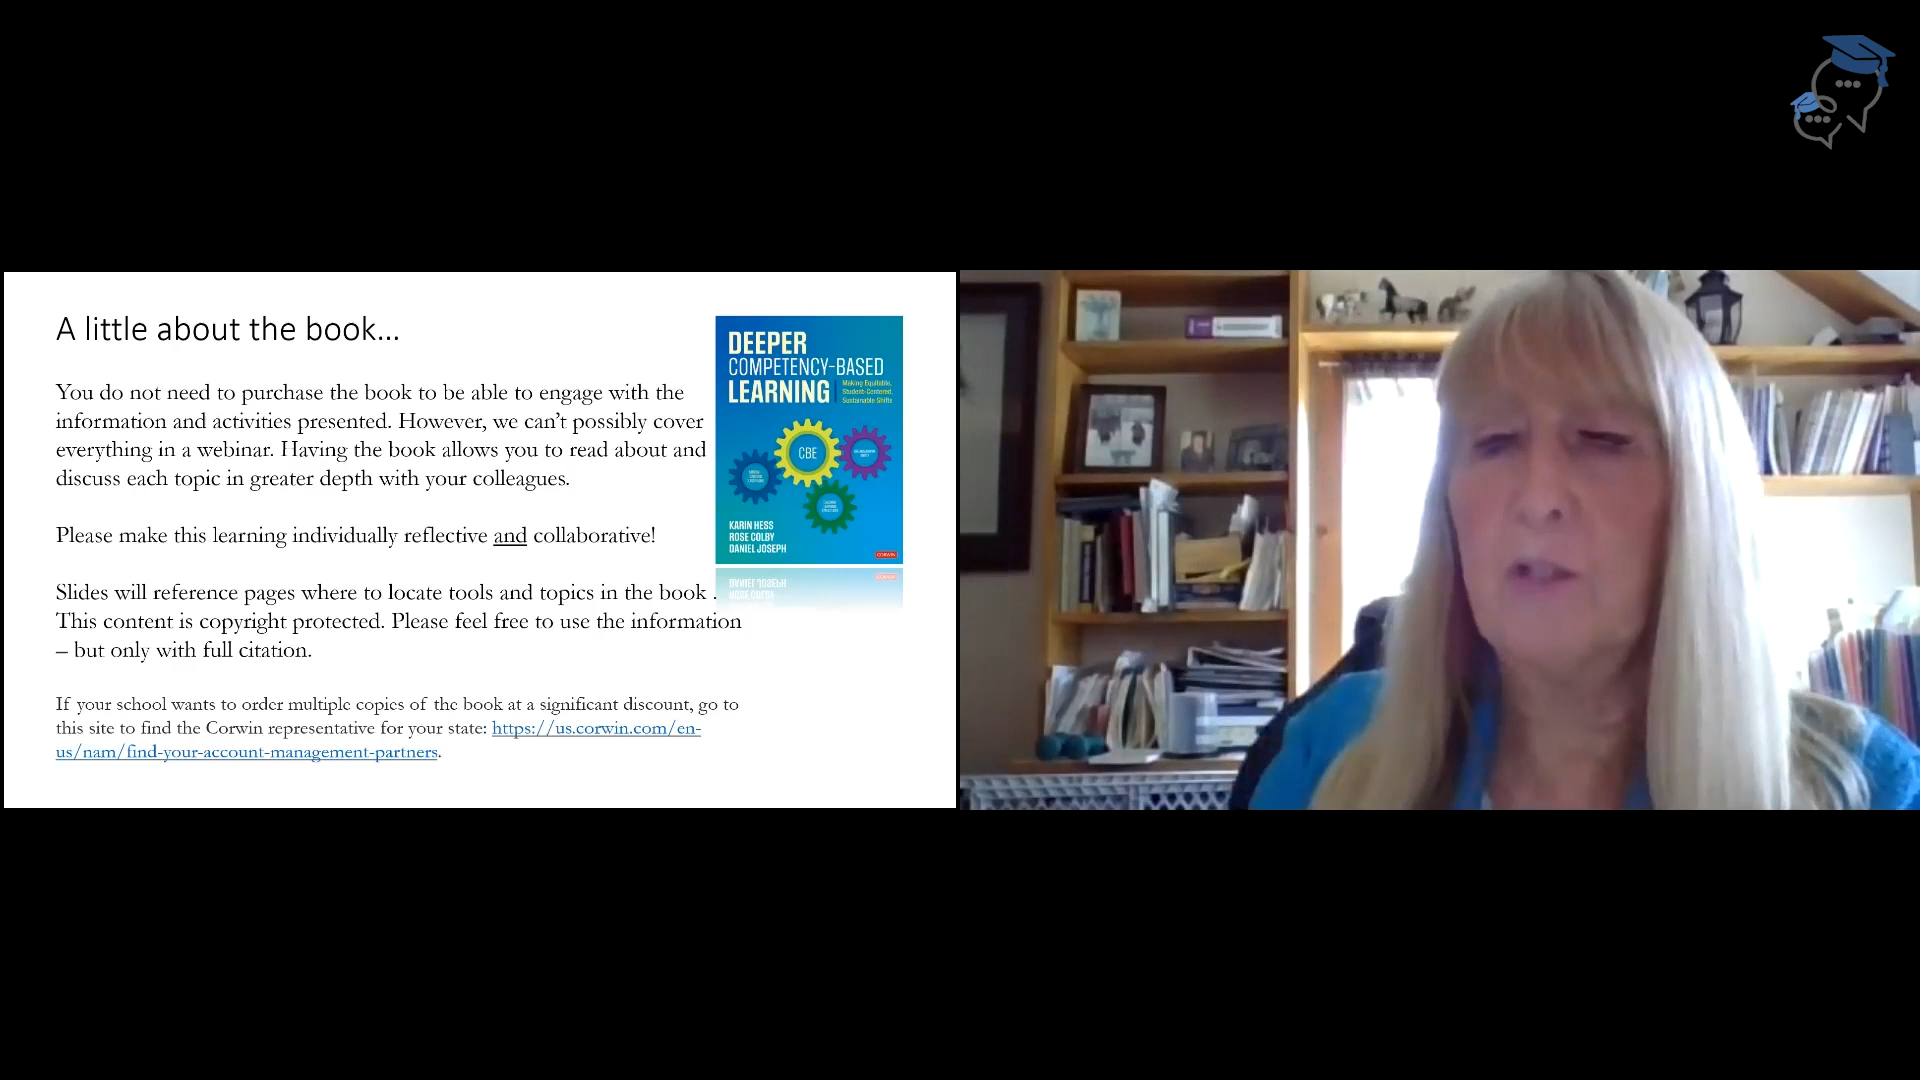 A little about the book...
You do not need to purchase the book to be able to engage with the
information and activities presented. However, we can't possibly cover
everything in a webinar. Having the book allows you to read about and
discuss each topic in greater depth with your colleagues.
Please make this learning individually reflective and collaborative!
Slides will reference pages where to locate tools and topics in the book .
This content is copyright protected. Please feel free to use the information
– but only with full citation.
If your school wants to order multiple copies of the book at a significant discount, go to
this site to find the Corwin representative for your state: https://us.corwin.com/en-
us/nam/find-your-account-management-partners.
DEEPER
COMPETENCY-BASED
LEARNING
Making Equitable,
Student-Centered,
Sustainable Shifts
CBE
KARIN HESS
ROSE COLBY
DANIEL JOSEPH
CORWIN